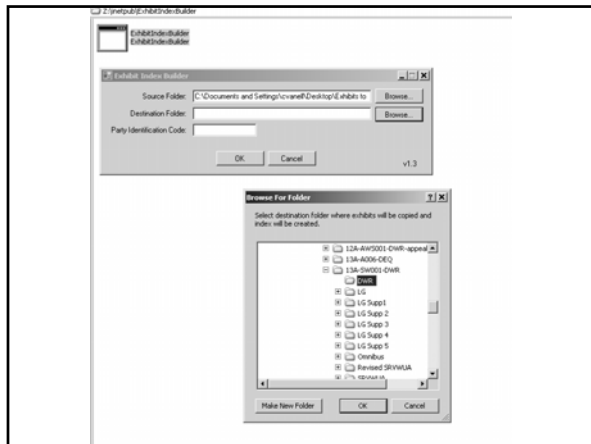 Z:\inetpub\ExhibitIndexBuilder
ExhibitIndexBuilder
ExhibitIndexBuilder
Exhibit Index Builder
Source Folder: C:\Documents and Settings\cvanell\Desktop\Exhibits to Browse...
Destination Folder: Browse...
Party Identification Code:
OK Cancel v1.3
Browse For Folder
Select destination folder where exhibits will be copied and
index will be created.
12A-AWS001-DWR-appeal
13A-A006-DEQ
13A-SW001-DWR
DWR
LG
LG Supp1
LG Supp 2
LG Supp 3
LG Supp 4
LG Supp 5
Omnibus
Revised SRVWUA
SRVWUA
Make New Folder OK Cancel